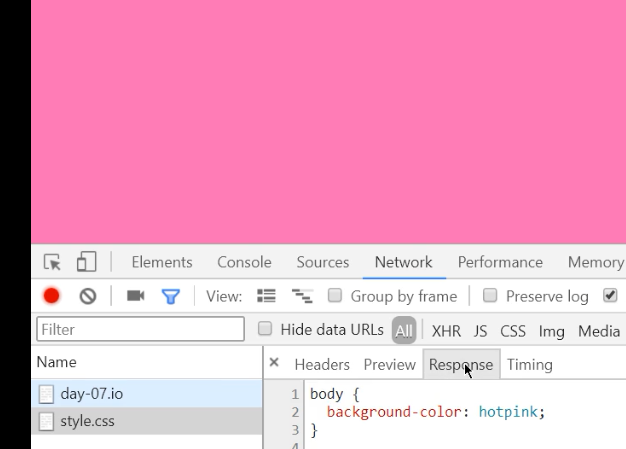 Elements Console Sources Network Performance Memory
View: Group by frame Preserve log
Filter Hide data URLs All XHR JS CSS Img Media
Name × Headers Preview Response Timing
day-07.io
style.css
1 body {
2 background-color: hotpink;
3 }
4